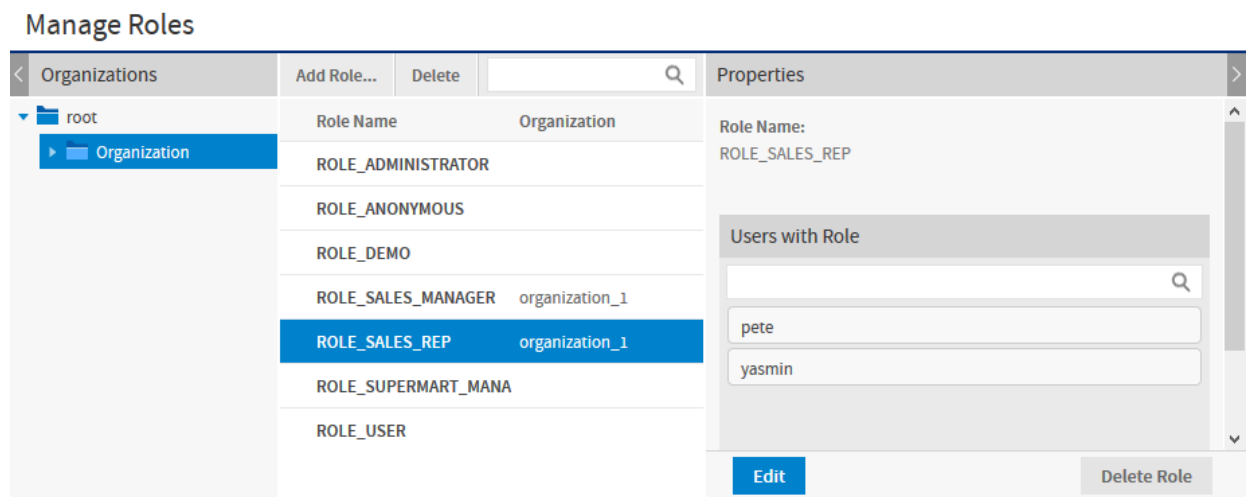 Manage Roles
Organizations
root
Organization
Add Role... Delete
Role Name Organization
ROLE_ADMINISTRATOR
ROLE_ANONYMOUS
ROLE_DEMO
ROLE_SALES_MANAGER organization_1
ROLE_SALES_REP organization_1
ROLE_SUPERMART_MANA
ROLE_USER
Properties
Role Name:
ROLE_SALES_REP
Users with Role
pete
yasmin
Edit Delete Role